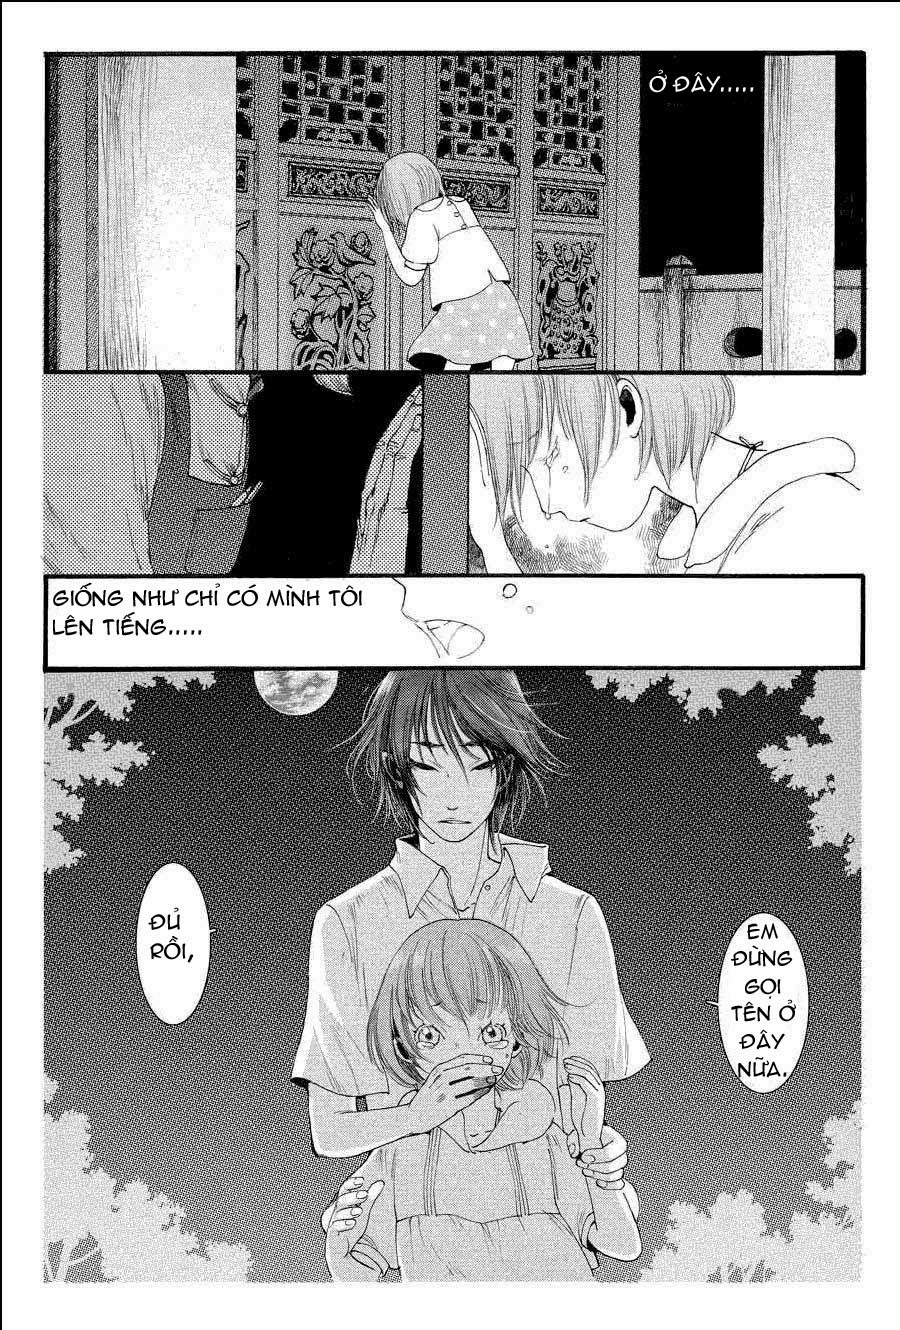 Ở ĐÂY.....
GIỐNG NHƯ CHỈ CÓ MÌNH TÔI
LÊN TIẾNG.....
ĐỦ
RỒI,
EM
ĐỪNG
GỌI
TÊN Ở
ĐÂY
NỮA.